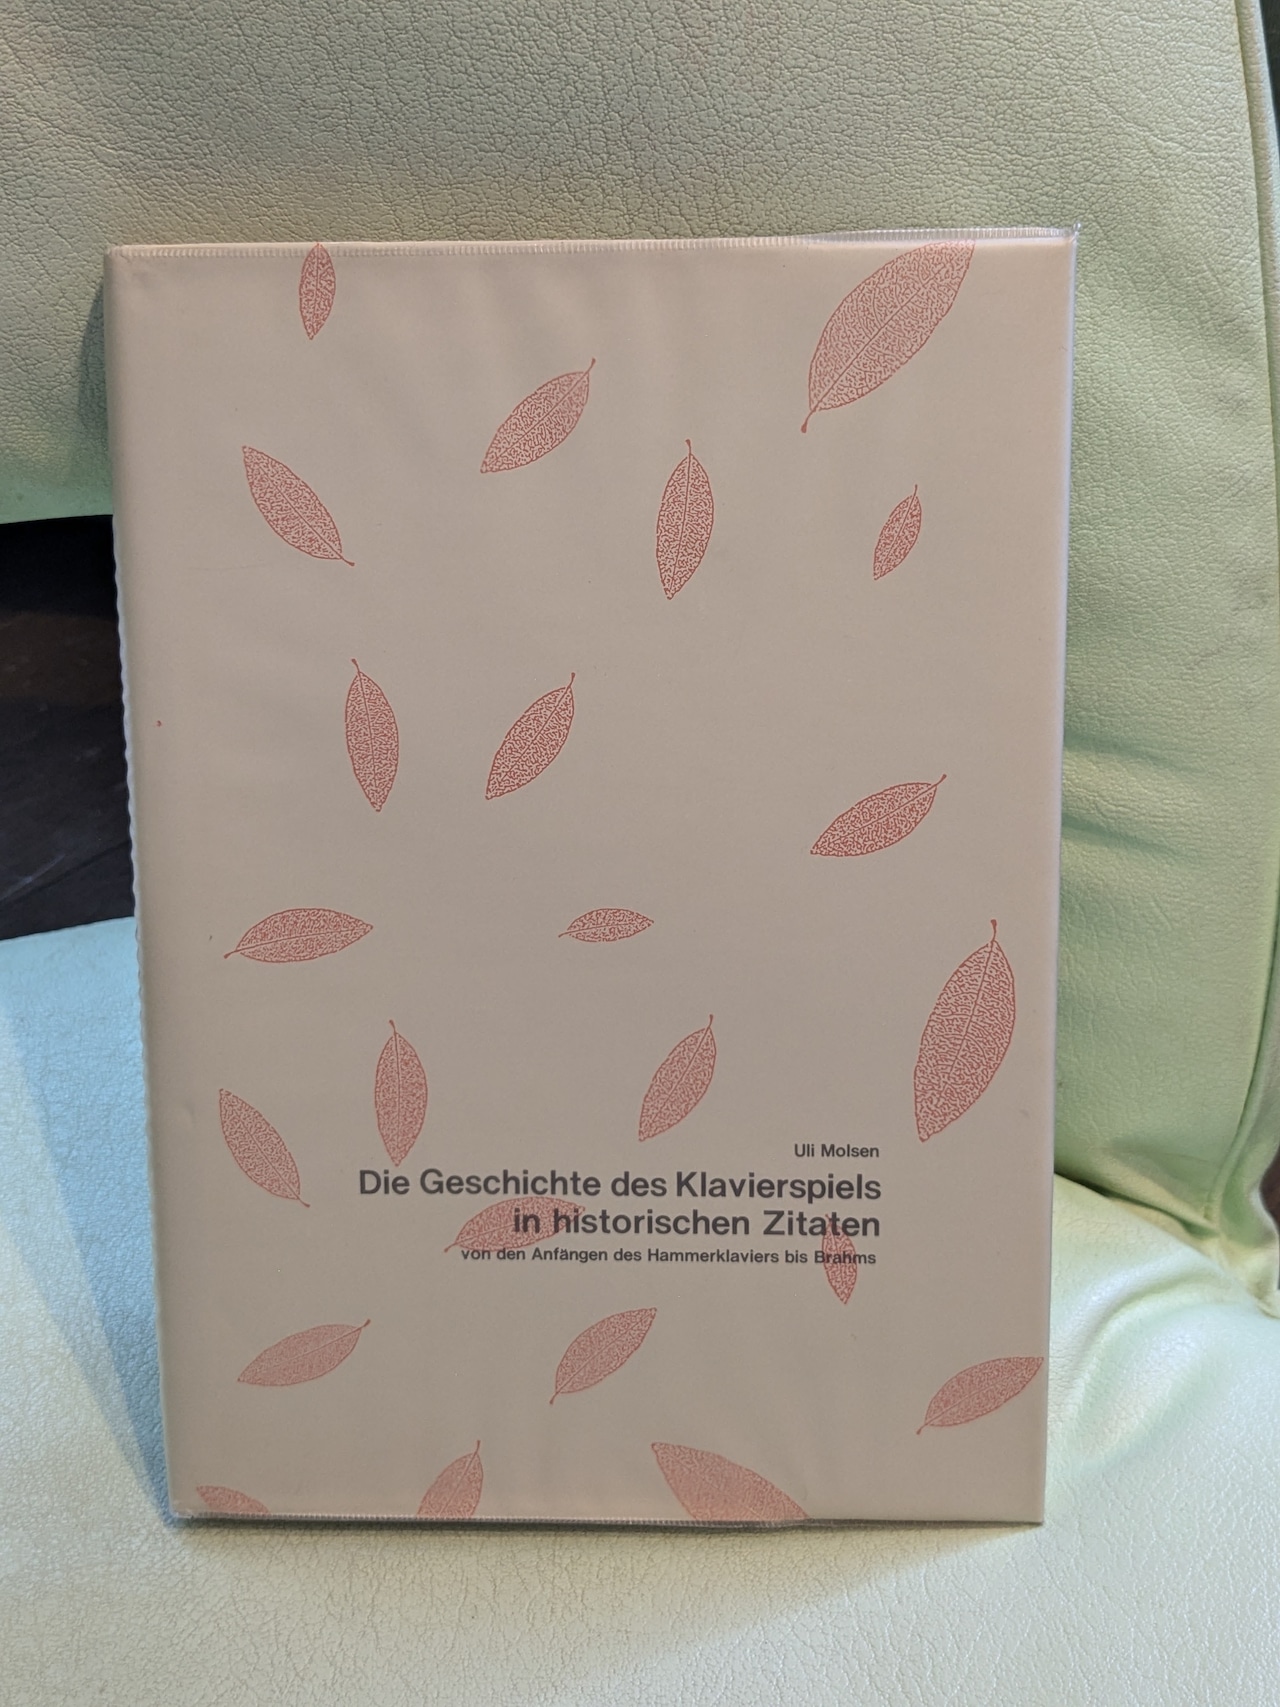 Uli Molsen
Die Geschichte des Klavierspiels
in historischen Zitaten
von den Anfängen des Hammerklaviers bis Brahms